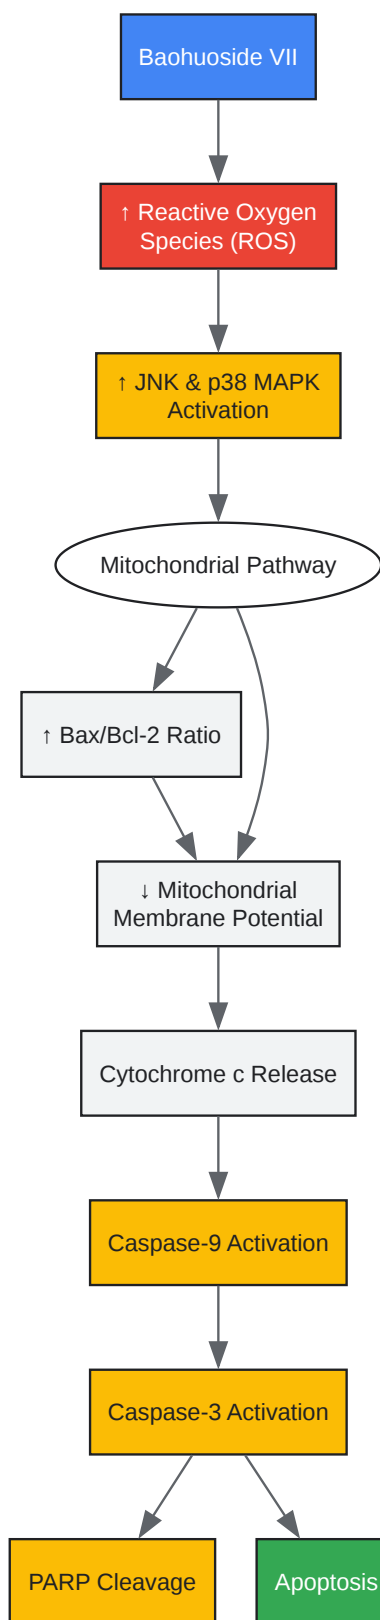 Baohuoside VII
↑ Reactive Oxygen
Species (ROS)
↑ JNK & p38 MAPK
Activation
Mitochondrial Pathway
↑ Bax/Bcl-2 Ratio
↓ Mitochondrial
Membrane Potential
Cytochrome c Release
Caspase-9 Activation
Caspase-3 Activation
PARP Cleavage
Apoptosis